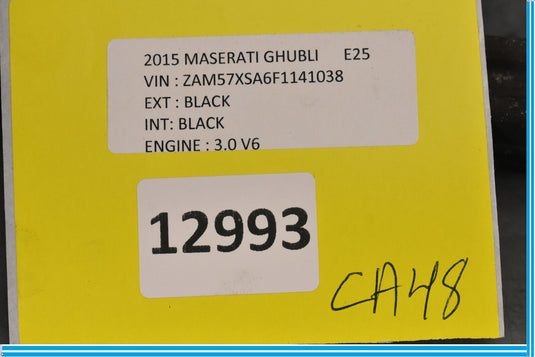 2015 MASERATI GHUBLI E25
VIN : ZAM57XSA6F1141038
EXT : BLACK
INT: BLACK
ENGINE : 3.0 V6
12993
CA48